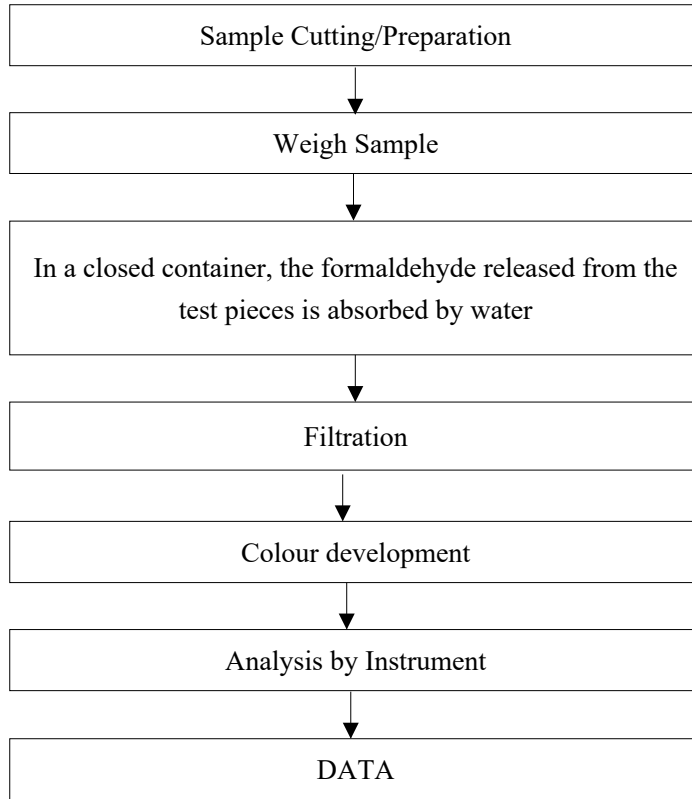 Sample Cutting/Preparation
Weigh Sample
In a closed container, the formaldehyde released from the
test pieces is absorbed by water
Filtration
Colour development
Analysis by Instrument
DATA